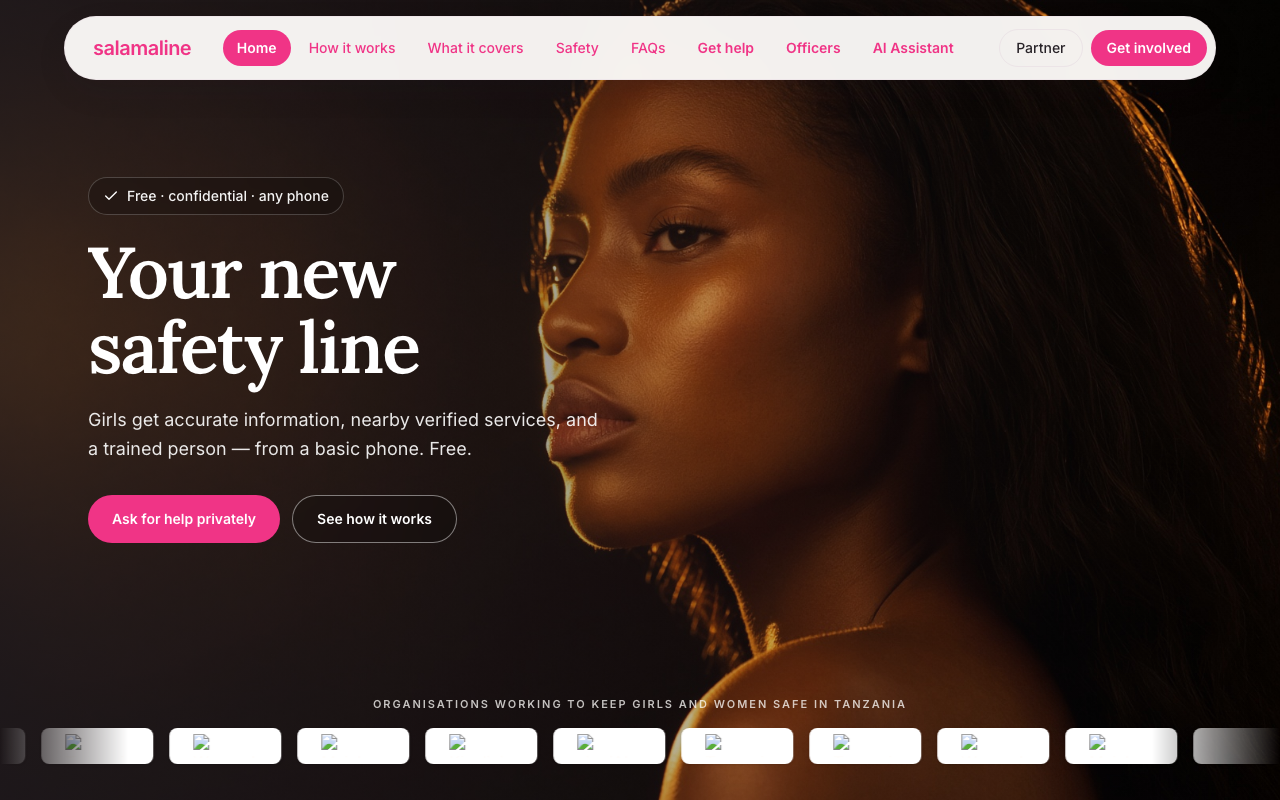 salamaline
Home
How it works
What it covers
Safety
FAQs
Get help
Officers
AI Assistant
Partner
Get involved
Free · confidential · any phone
Your new
safety line
Girls get accurate information, nearby verified services, and
a trained person — from a basic phone. Free.
Ask for help privately
See how it works
ORGANISATIONS WORKING TO KEEP GIRLS AND WOMEN SAFE IN TANZANIA